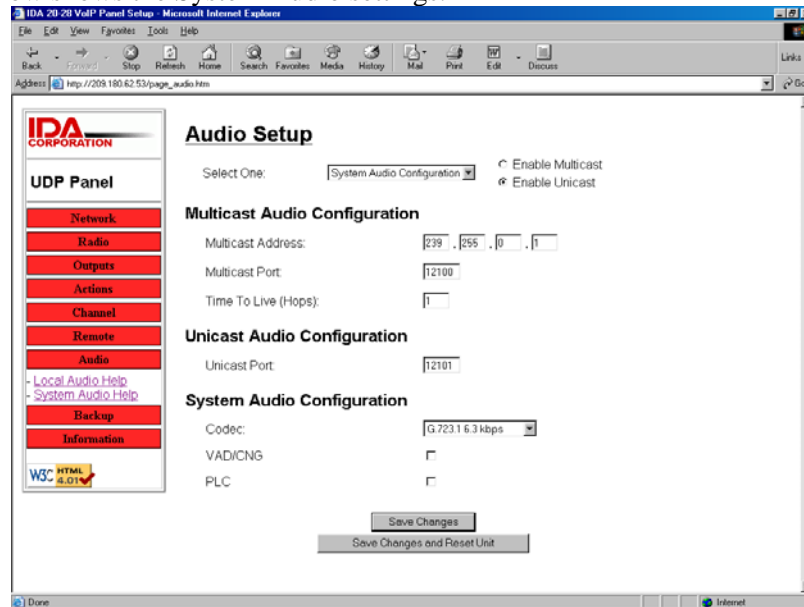 IDA 20-28 VoIP Panel Setup - Microsoft Internet Explorer
File Edit View Favorites Tools Help
Back Forward Stop Refresh Home Search Favorites Media History Mail Print Edit Discuss Links
Address http://209.180.62.53/page_audio.htm Go
IDA
CORPORATION
UDP Panel
Network
Radio
Outputs
Actions
Channel
Remote
Audio
- Local Audio Help
- System Audio Help
Backup
Information
W3C HTML 4.01
Audio Setup
Select One: System Audio Configuration Enable Multicast
Enable Unicast
Multicast Audio Configuration
Multicast Address: 239 . 255 . 0 . 1
Multicast Port: 12100
Time To Live (Hops): 1
Unicast Audio Configuration
Unicast Port: 12101
System Audio Configuration
Codec: G.723.1 6.3 kbps
VAD/CNG
PLC
Save Changes
Save Changes and Reset Unit
Done Internet